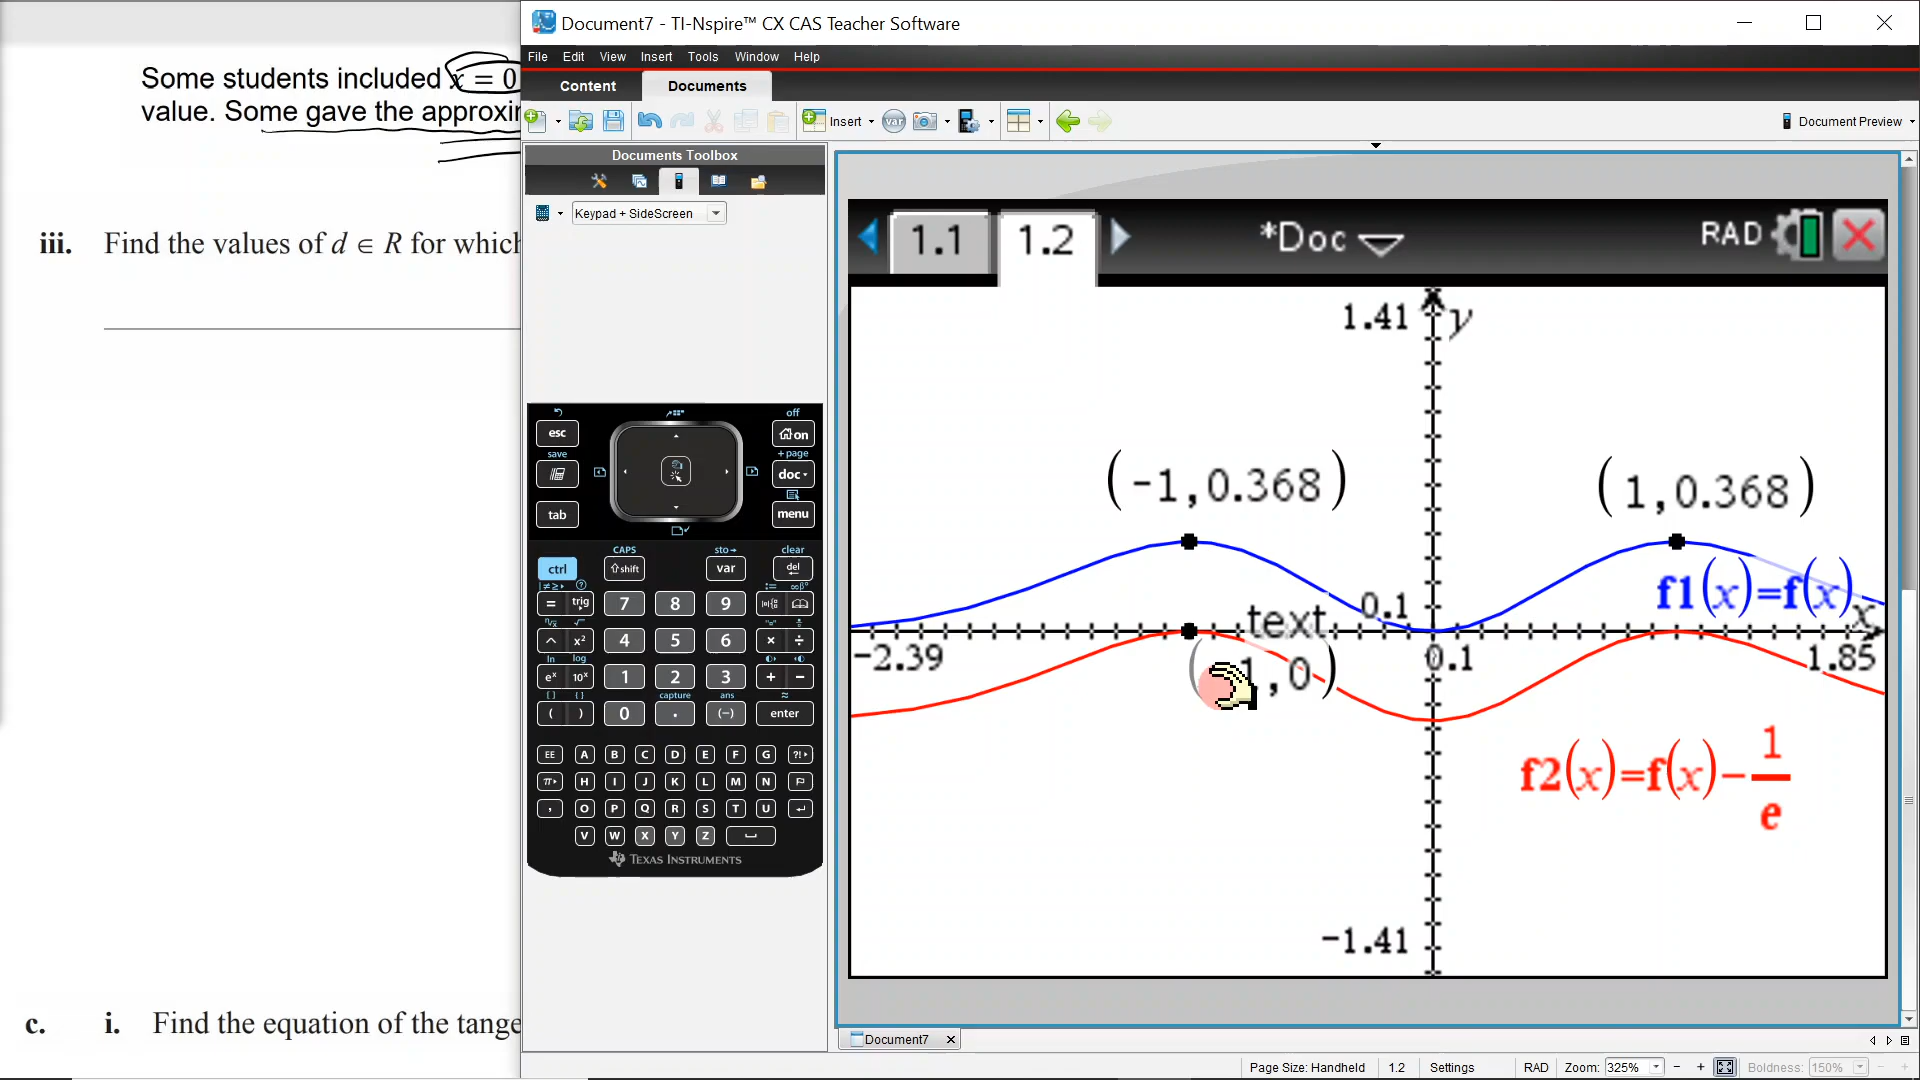 Some students included x = 0
value. Some gave the approxi
iii. Find the values of d ∈ R for which
c. i. Find the equation of the tange
Document7 - TI-Nspire™ CX CAS Teacher Software
File Edit View Insert Tools Window Help
Content Documents
Insert var Document Preview
Documents Toolbox
Keypad + SideScreen
1.1 1.2 *Doc RAD
1.41 y
(-1,0.368) (1,0.368)
f1(x)=f(x)
text 0.1 x
-2.39 0.1 1.85
1,0)
f2(x)=f(x)-1/e
-1.41
off
esc on
save + page
doc
tab menu
CAPS sto→ clear
ctrl shift var del
= trig 7 8 9
^ x² 4 5 6 × ÷
ln log
eˣ 10ˣ 1 2 3 + −
[ ] { } capture ans ≈
( ) 0 . (−) enter
EE A B C D E F G ?!▸
π▸ H I J K L M N
, O P Q R S T U ↵
V W X Y Z
TEXAS INSTRUMENTS
Document7
Page Size: Handheld 1.2 Settings RAD Zoom: 325% − + Boldness: 150% − +